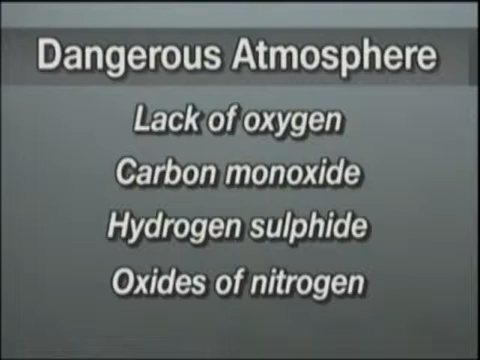 Dangerous Atmosphere
Lack of oxygen
Carbon monoxide
Hydrogen sulphide
Oxides of nitrogen